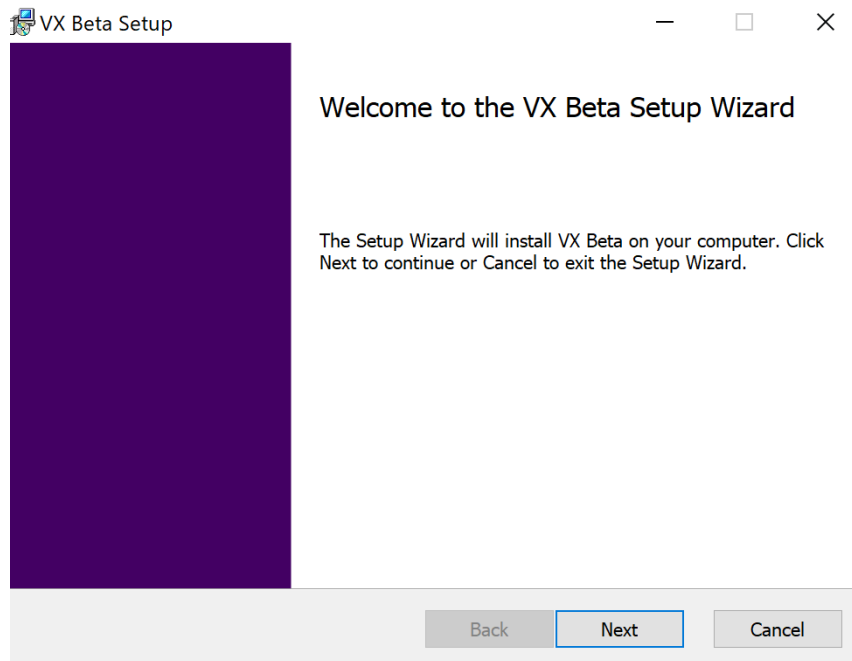 VX Beta Setup
Welcome to the VX Beta Setup Wizard
The Setup Wizard will install VX Beta on your computer. Click
Next to continue or Cancel to exit the Setup Wizard.
Back
Next
Cancel